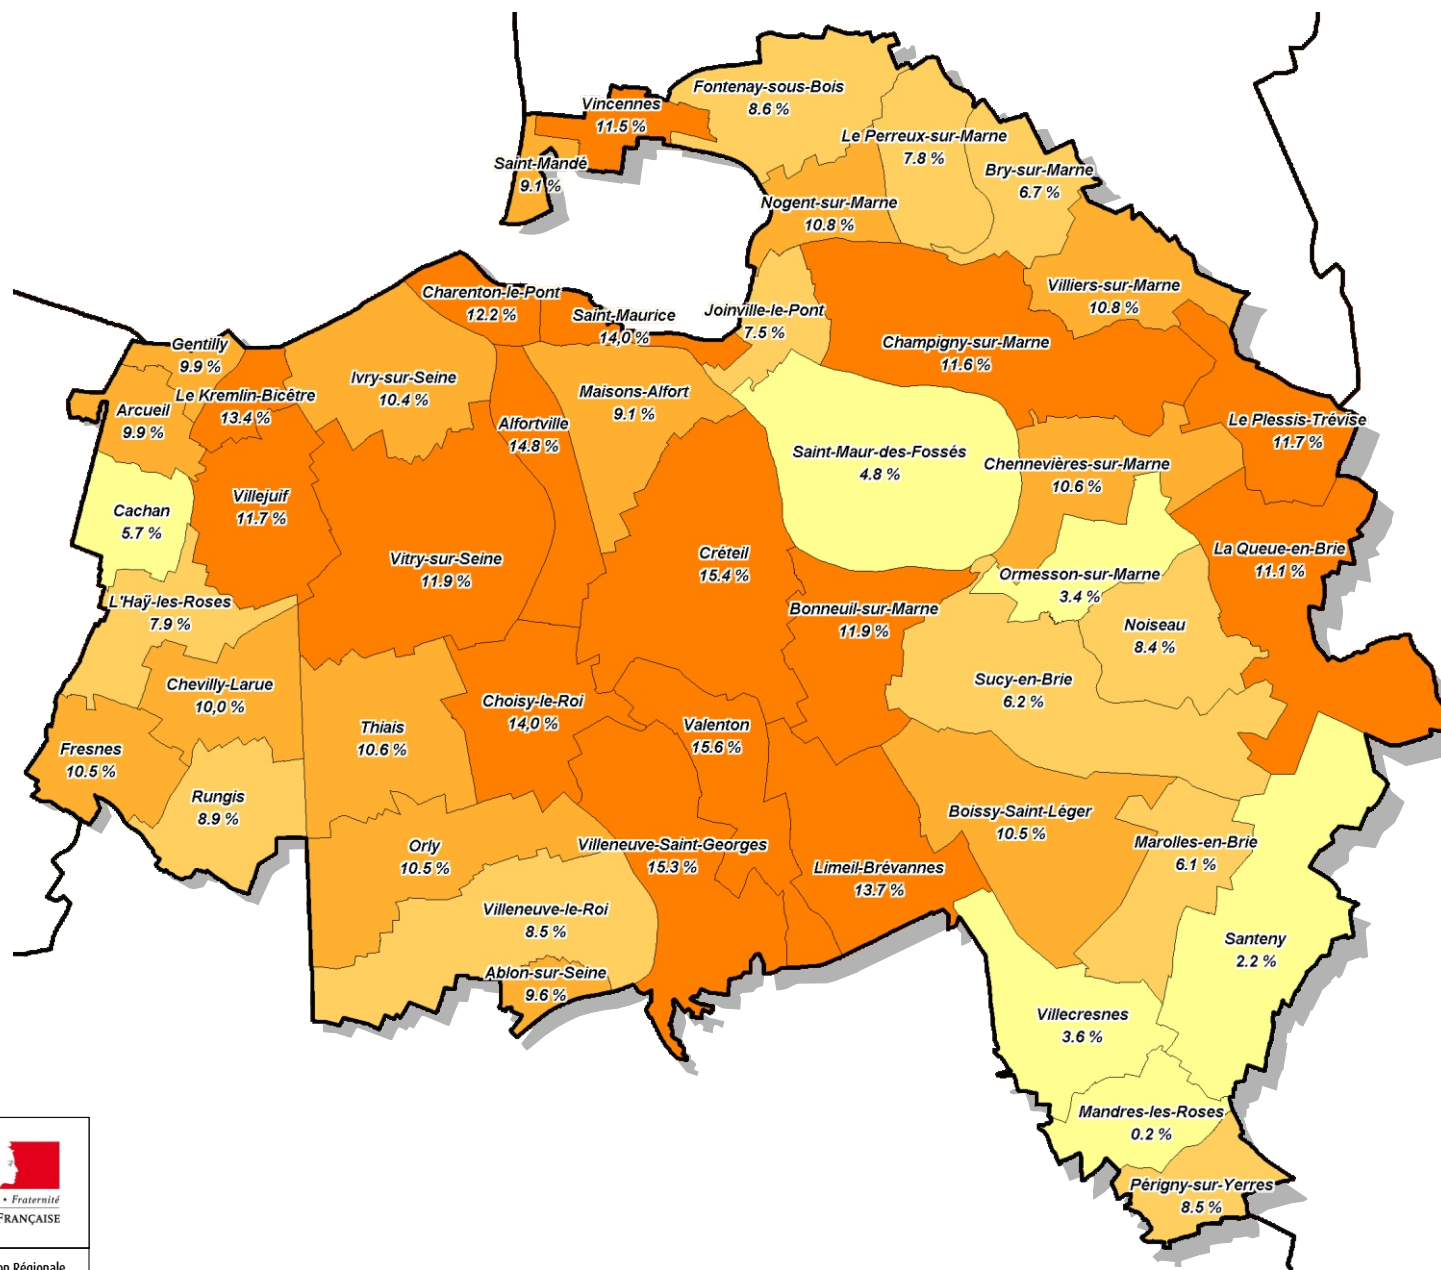 Fontenay-sous-Bois
8.6 %
Vincennes
11.5 %
Le Perreux-sur-Marne
7.8 %
Saint-Mandé
9.1 %
Bry-sur-Marne
6.7 %
Nogent-sur-Marne
10.8 %
Villiers-sur-Marne
10.8 %
Charenton-le-Pont
12.2 %
Saint-Maurice
14,0 %
Joinville-le-Pont
7.5 %
Champigny-sur-Marne
11.6 %
Gentilly
9.9 %
Le Kremlin-Bicêtre
13.4 %
Ivry-sur-Seine
10.4 %
Maisons-Alfort
9.1 %
Arcueil
9.9 %
Alfortville
14.8 %
Le Plessis-Trévise
11.7 %
Saint-Maur-des-Fossés
4.8 %
Chennevières-sur-Marne
10.6 %
Villejuif
11.7 %
Cachan
5.7 %
Vitry-sur-Seine
11.9 %
Créteil
15.4 %
La Queue-en-Brie
11.1 %
Ormesson-sur-Marne
3.4 %
L'Haÿ-les-Roses
7.9 %
Bonneuil-sur-Marne
11.9 %
Noiseau
8.4 %
Chevilly-Larue
10,0 %
Sucy-en-Brie
6.2 %
Choisy-le-Roi
14,0 %
Thiais
10.6 %
Valenton
15.6 %
Fresnes
10.5 %
Rungis
8.9 %
Boissy-Saint-Léger
10.5 %
Orly
10.5 %
Villeneuve-Saint-Georges
15.3 %
Marolles-en-Brie
6.1 %
Limeil-Brévannes
13.7 %
Villeneuve-le-Roi
8.5 %
Santeny
2.2 %
Ablon-sur-Seine
9.6 %
Villecresnes
3.6 %
Mandres-les-Roses
0.2 %
Périgny-sur-Yerres
8.5 %
• Fraternité
FRANÇAISE
on Régionale